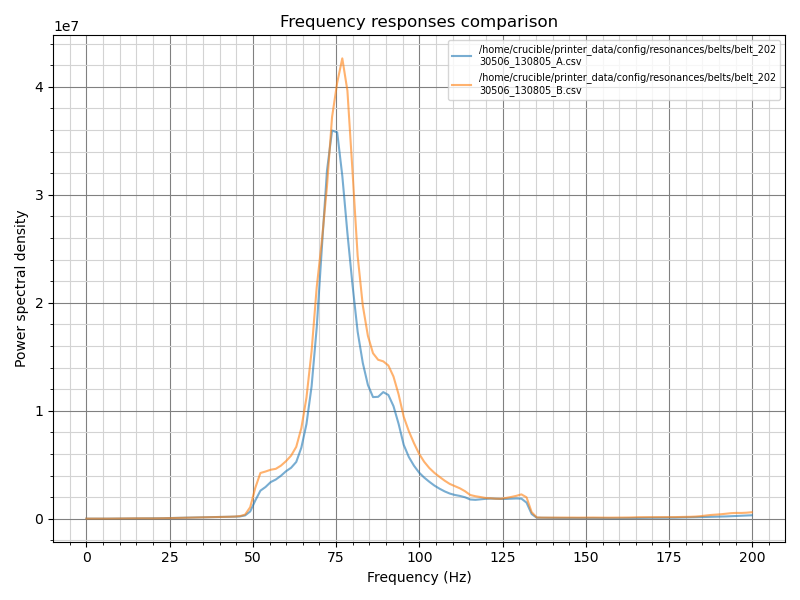 Frequency responses comparison
1e7
/home/crucible/printer_data/config/resonances/belts/belt_202
30506_130805_A.csv
/home/crucible/printer_data/config/resonances/belts/belt_202
30506_130805_B.csv
4
3
2
1
0
Power spectral density
0 25 50 75 100 125 150 175 200
Frequency (Hz)